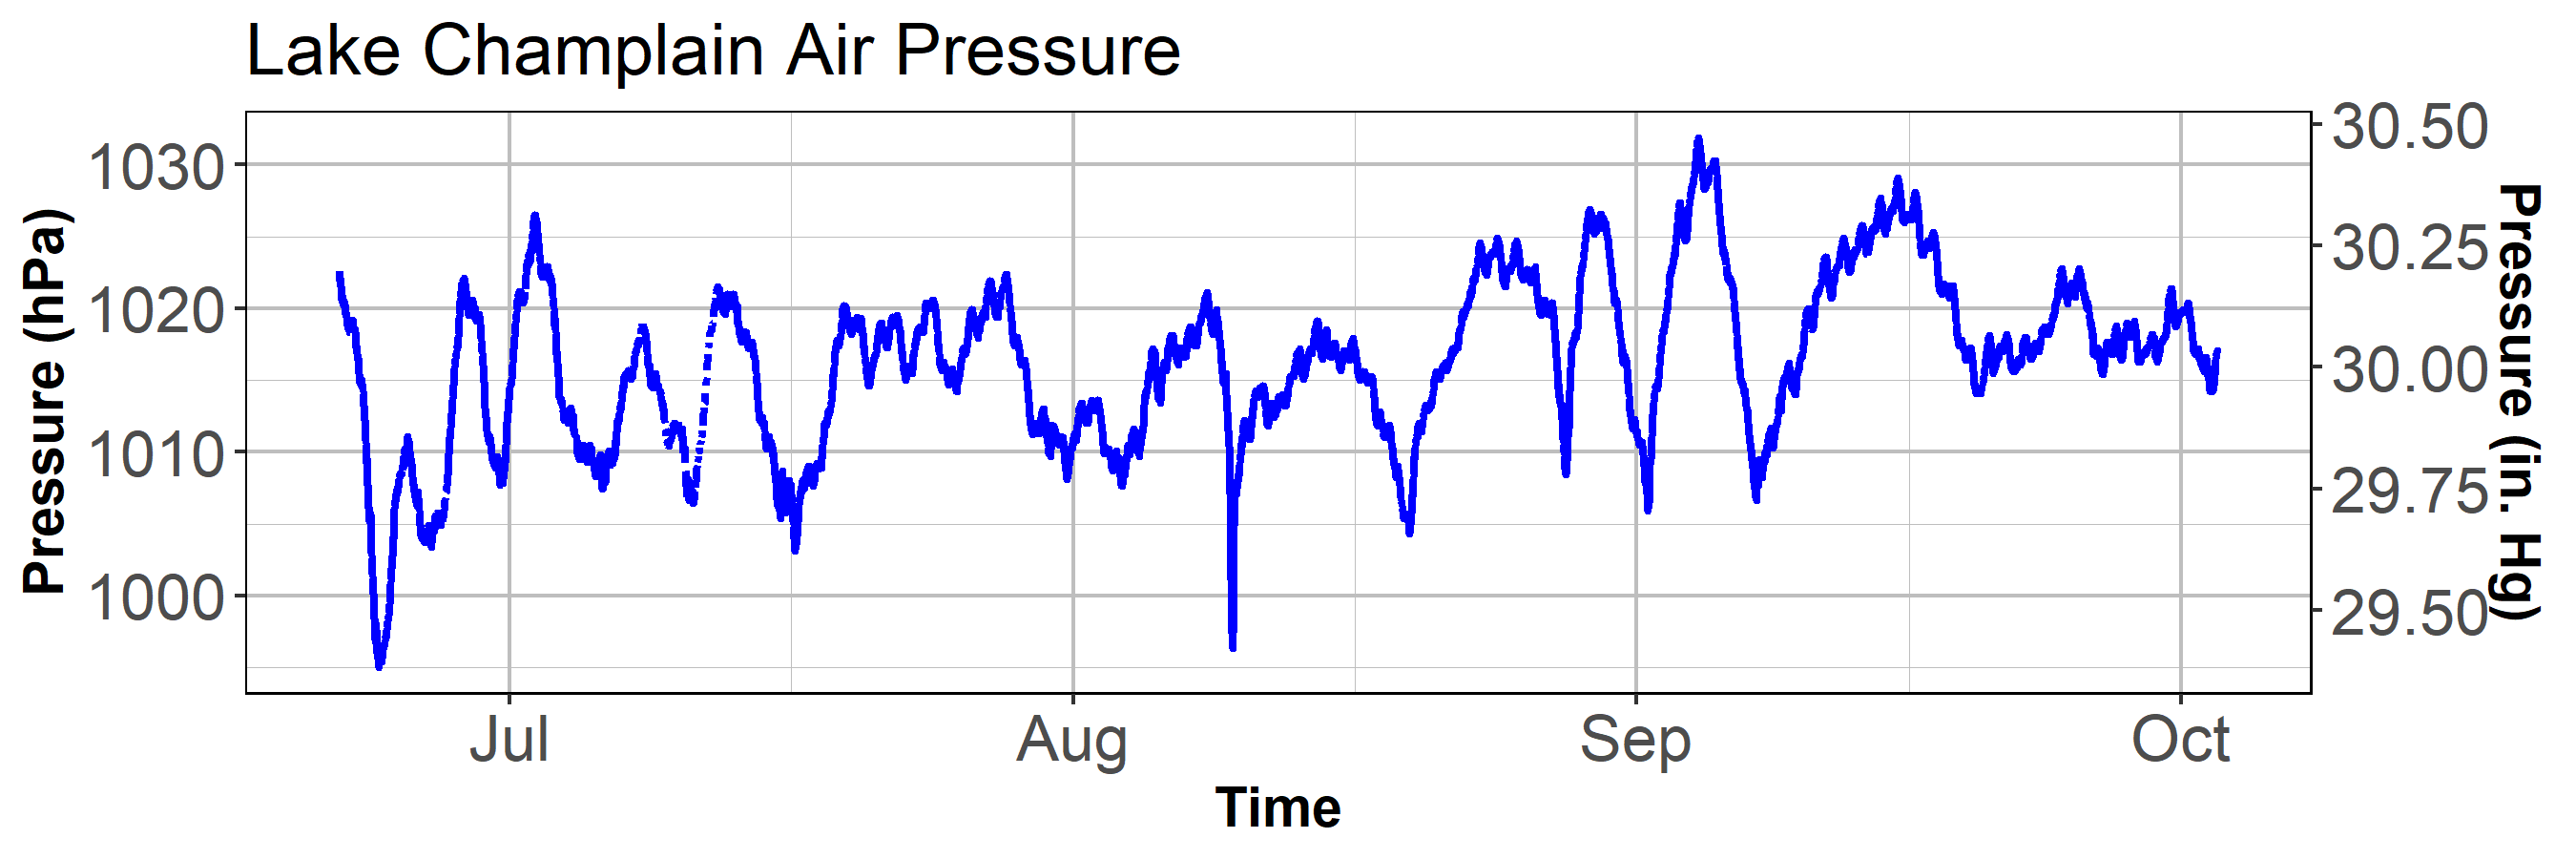 Lake Champlain Air Pressure
Pressure (hPa)
1030
1020
1010
1000
30.50
30.25
30.00
29.75
29.50
Pressure (in. Hg)
Jul Aug Sep Oct
Time